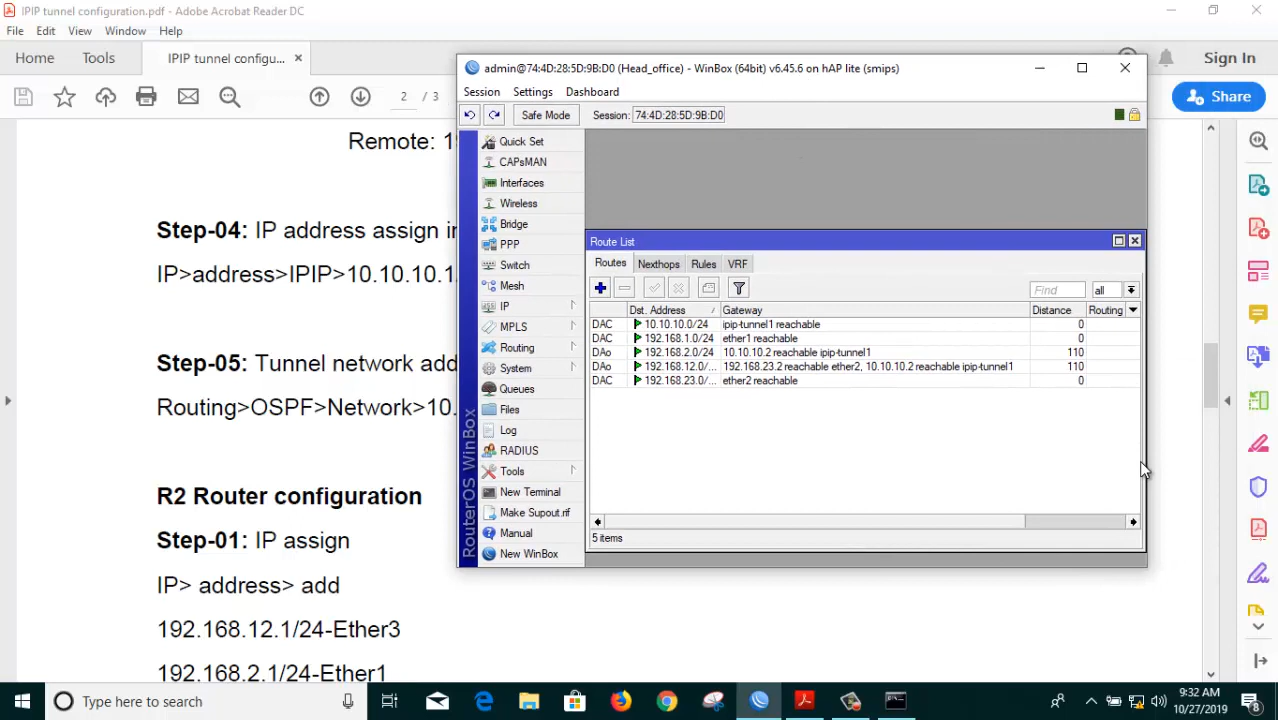 IPIP tunnel configuration.pdf - Adobe Acrobat Reader DC
File Edit View Window Help
Home Tools IPIP tunnel configu... Sign In
2 / 3 Share
Remote: 19
Step-04: IP address assign in
IP>address>IPIP>10.10.10.1
Step-05: Tunnel network add
Routing>OSPF>Network>10.
R2 Router configuration
Step-01: IP assign
IP> address> add
192.168.12.1/24-Ether3
192.168.2.1/24-Ether1
admin@74:4D:28:5D:9B:D0 (Head_office) - WinBox (64bit) v6.45.6 on hAP lite (smips)
Session Settings Dashboard
Safe Mode Session: 74:4D:28:5D:9B:D0
RouterOS WinBox
Quick Set
CAPsMAN
Interfaces
Wireless
Bridge
PPP
Switch
Mesh
IP
MPLS
Routing
System
Queues
Files
Log
RADIUS
Tools
New Terminal
Make Supout.rif
Manual
New WinBox
Route List
Routes Nexthops Rules VRF
Find all
Dst. Address Gateway Distance Routing
DAC 10.10.10.0/24 ipip-tunnel1 reachable 0
DAC 192.168.1.0/24 ether1 reachable 0
DAo 192.168.2.0/24 10.10.10.2 reachable ipip-tunnel1 110
DAo 192.168.12.0/... 192.168.23.2 reachable ether2, 10.10.10.2 reachable ipip-tunnel1 110
DAC 192.168.23.0/... ether2 reachable 0
5 items
Type here to search
9:32 AM
10/27/2019
8